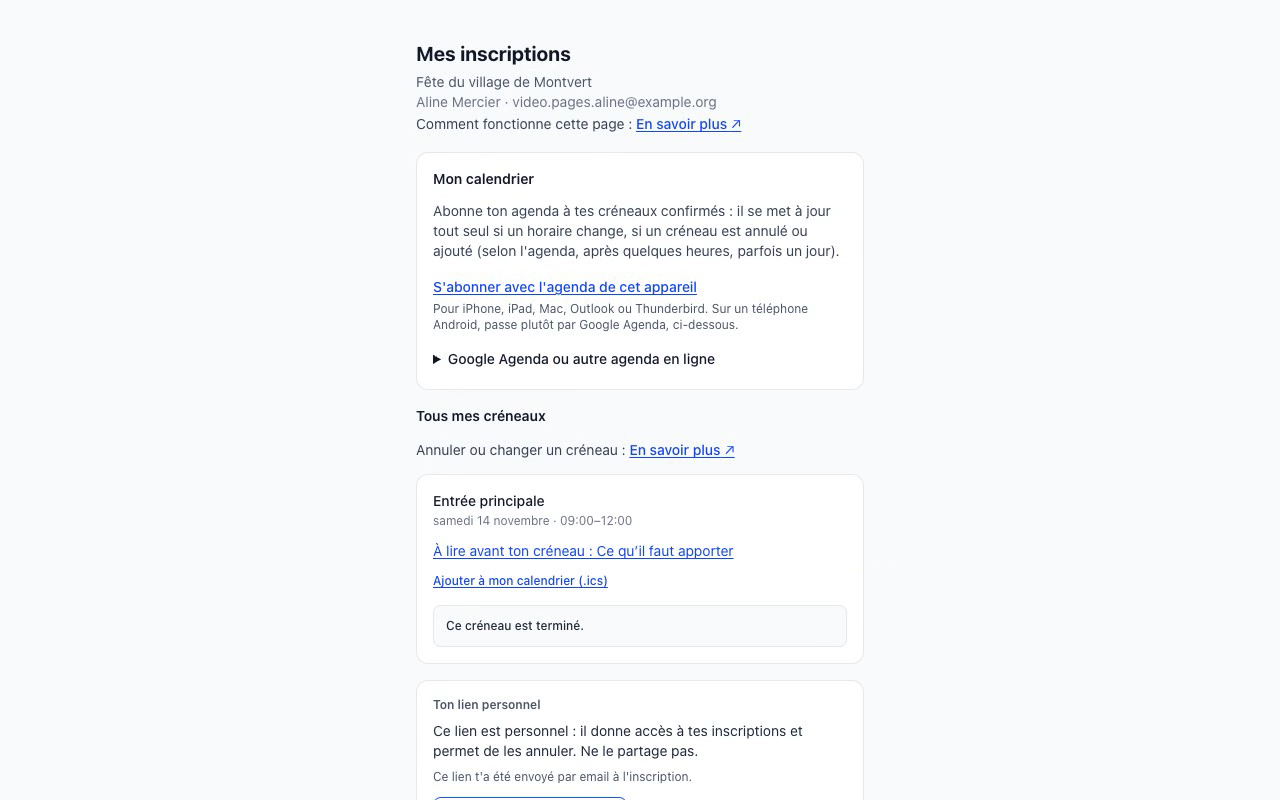 Mes inscriptions
Fête du village de Montvert
Aline Mercier · video.pages.aline@example.org
Comment fonctionne cette page : En savoir plus ↗
Mon calendrier
Abonne ton agenda à tes créneaux confirmés : il se met à jour
tout seul si un horaire change, si un créneau est annulé ou
ajouté (selon l'agenda, après quelques heures, parfois un jour).
S'abonner avec l'agenda de cet appareil
Pour iPhone, iPad, Mac, Outlook ou Thunderbird. Sur un téléphone
Android, passe plutôt par Google Agenda, ci-dessous.
▶ Google Agenda ou autre agenda en ligne
Tous mes créneaux
Annuler ou changer un créneau : En savoir plus ↗
Entrée principale
samedi 14 novembre · 09:00–12:00
À lire avant ton créneau : Ce qu’il faut apporter
Ajouter à mon calendrier (.ics)
Ce créneau est terminé.
Ton lien personnel
Ce lien est personnel : il donne accès à tes inscriptions et
permet de les annuler. Ne le partage pas.
Ce lien t'a été envoyé par email à l'inscription.